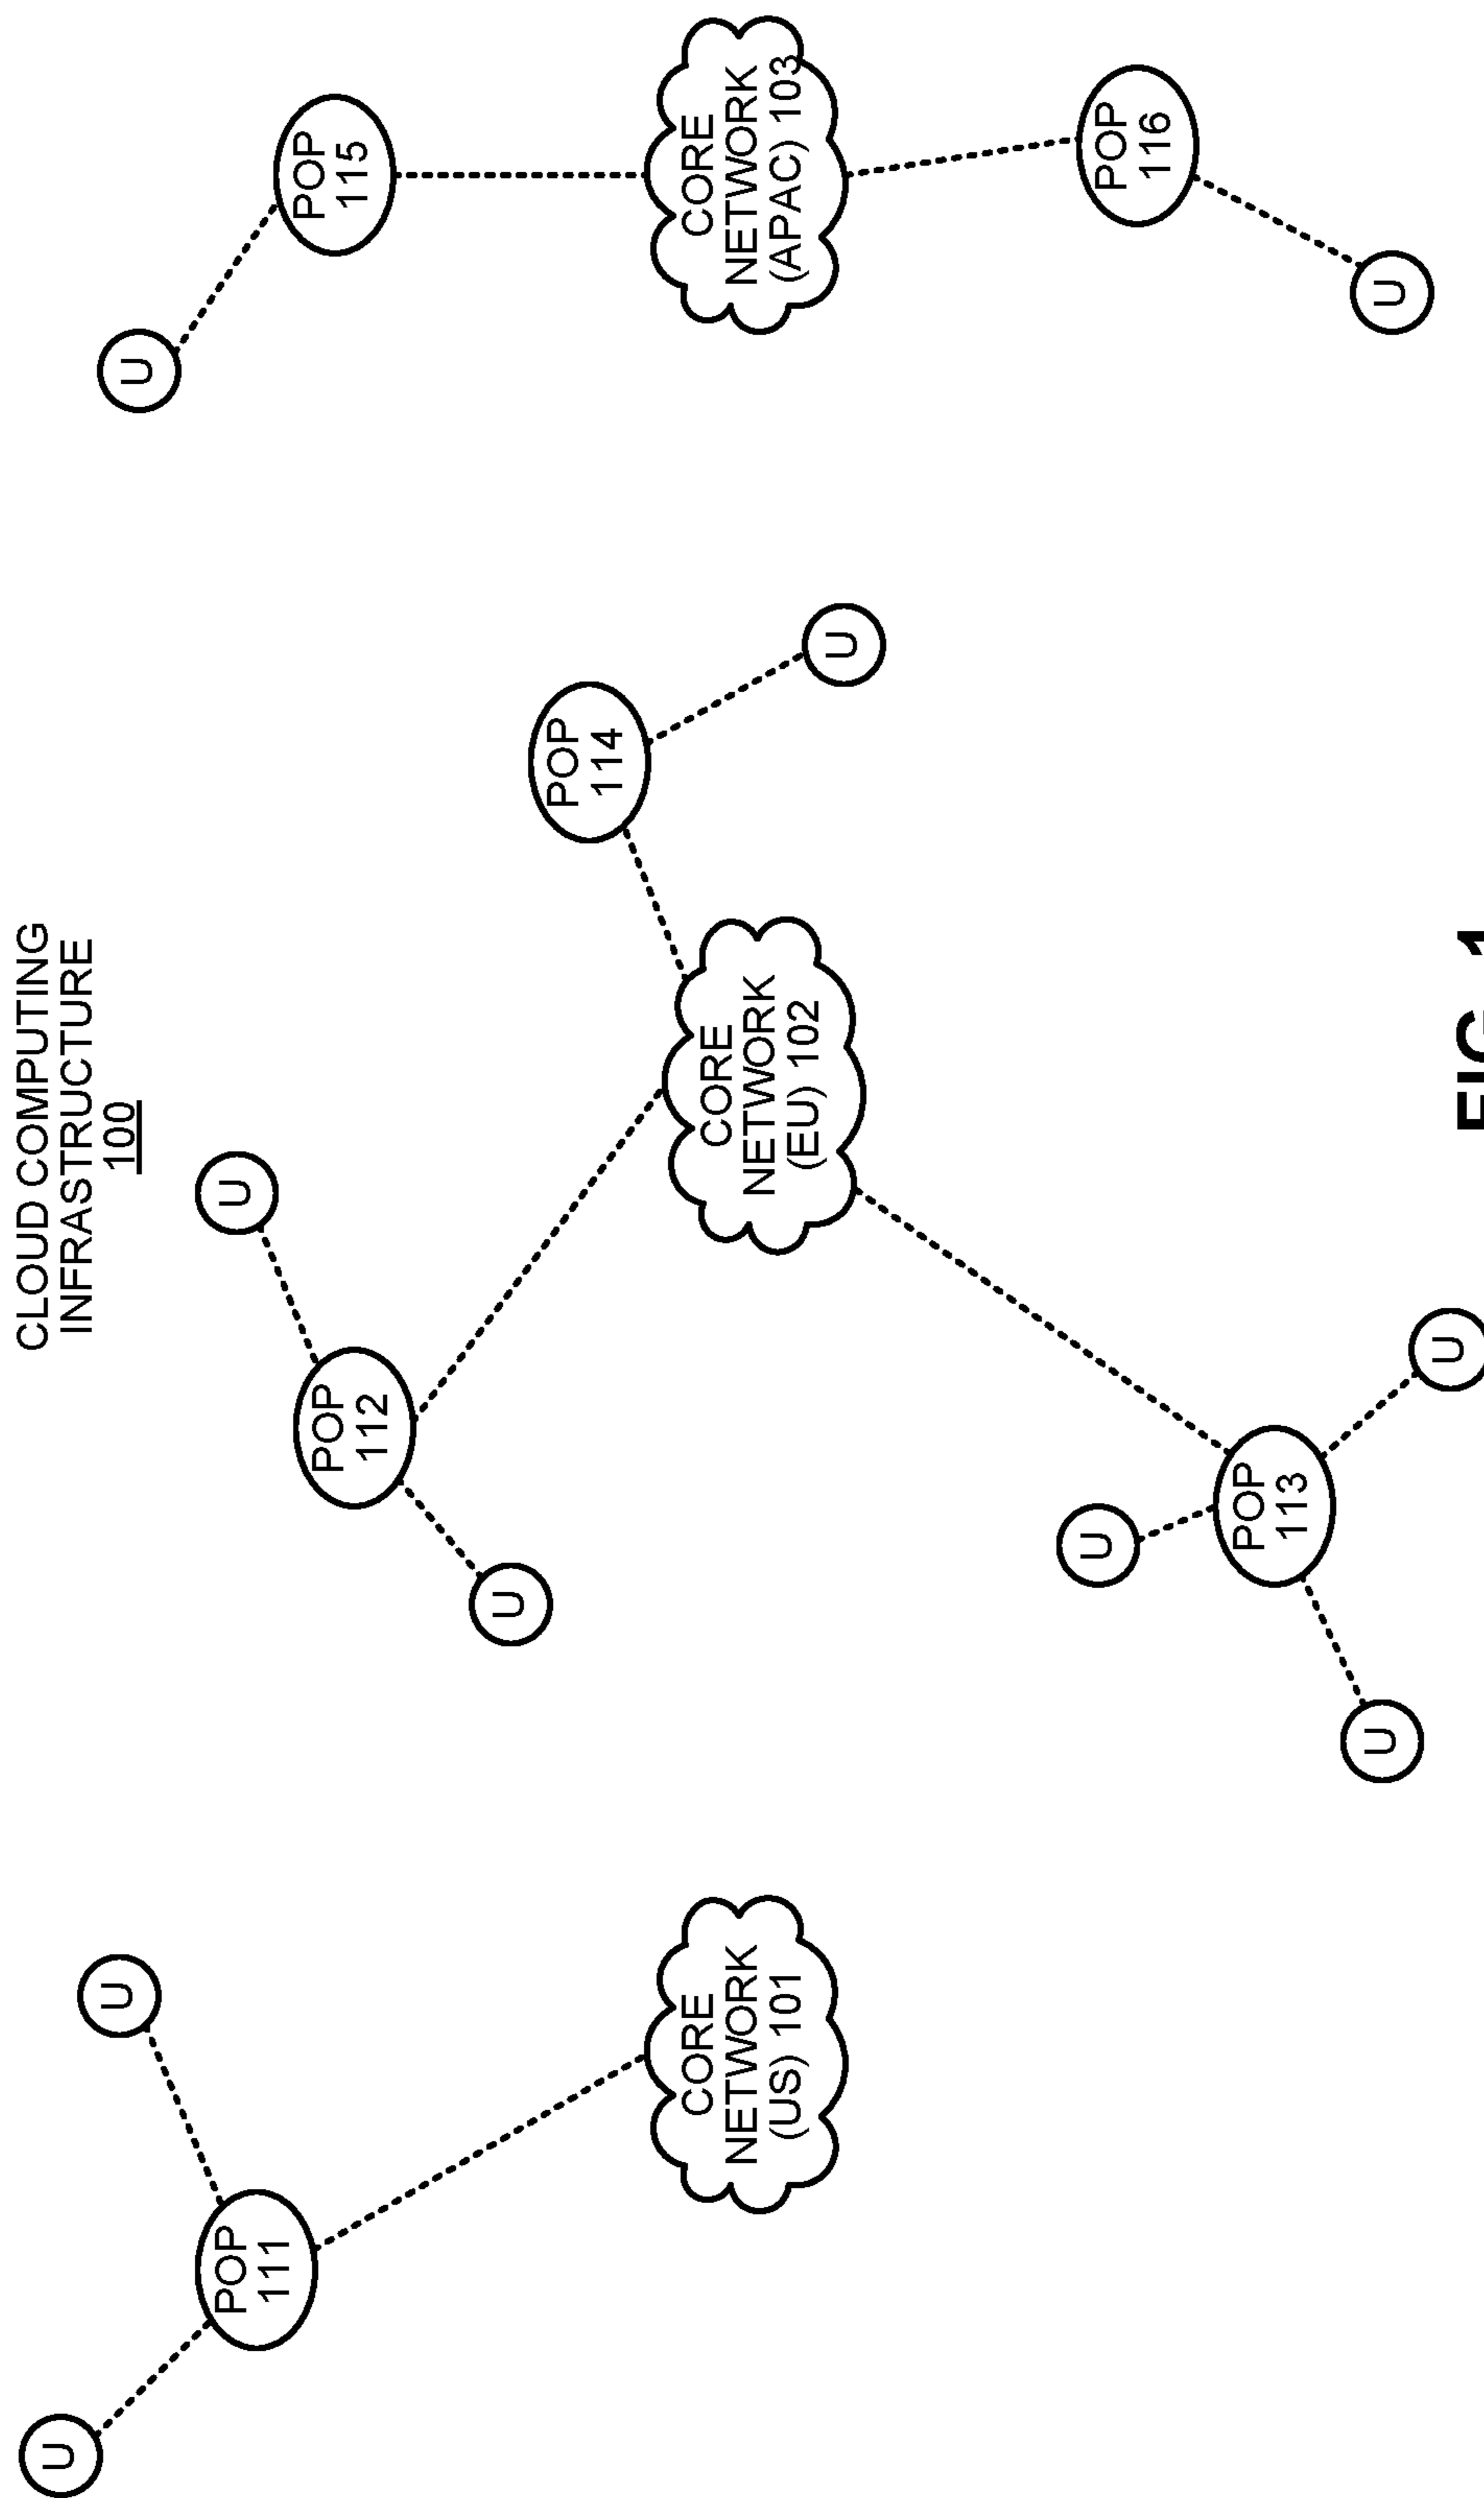 CLOUD COMPUTING
INFRASTRUCTURE
100
U
U
POP
111
CORE
NETWORK
(US) 101
U
U
POP
112
CORE
NETWORK
(EU) 102
POP
114
U
U
POP
113
U
U
U
POP
115
CORE
NETWORK
(APAC) 103
POP
116
U
FIG. 1